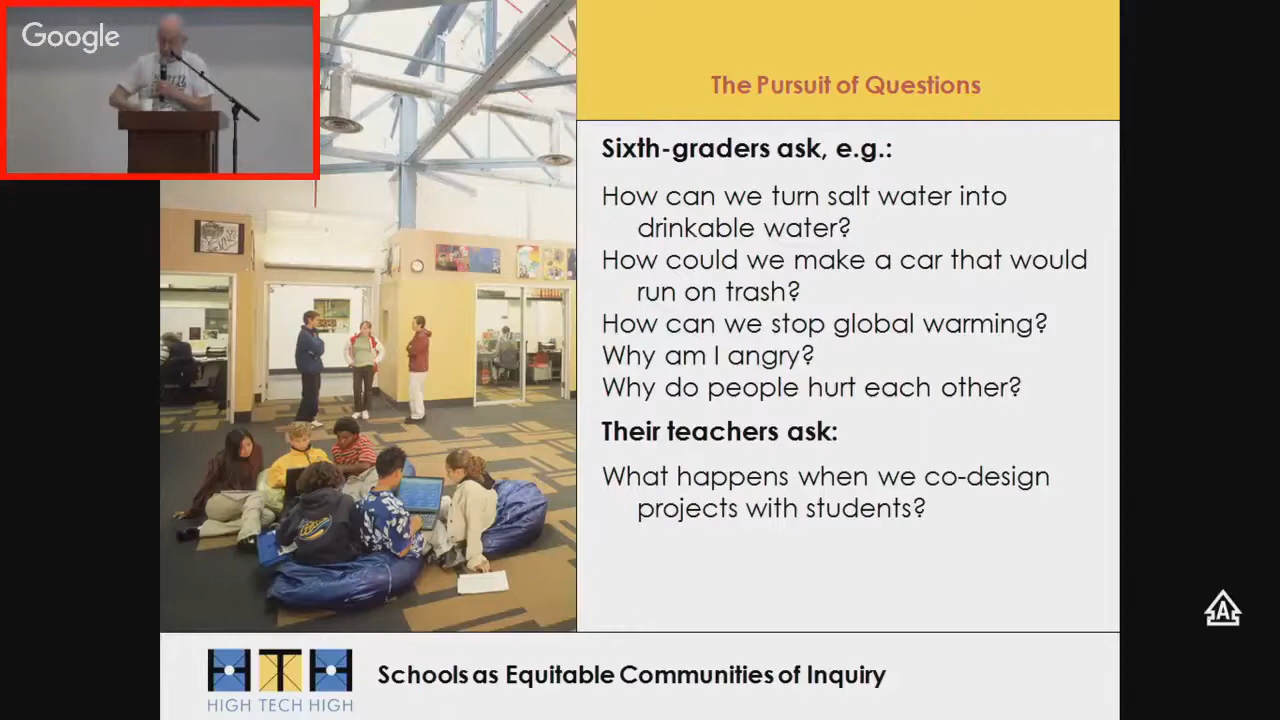 Google
The Pursuit of Questions
Sixth-graders ask, e.g.:
How can we turn salt water into
drinkable water?
How could we make a car that would
run on trash?
How can we stop global warming?
Why am I angry?
Why do people hurt each other?
Their teachers ask:
What happens when we co-design
projects with students?
A
HTH
HIGH TECH HIGH
Schools as Equitable Communities of Inquiry